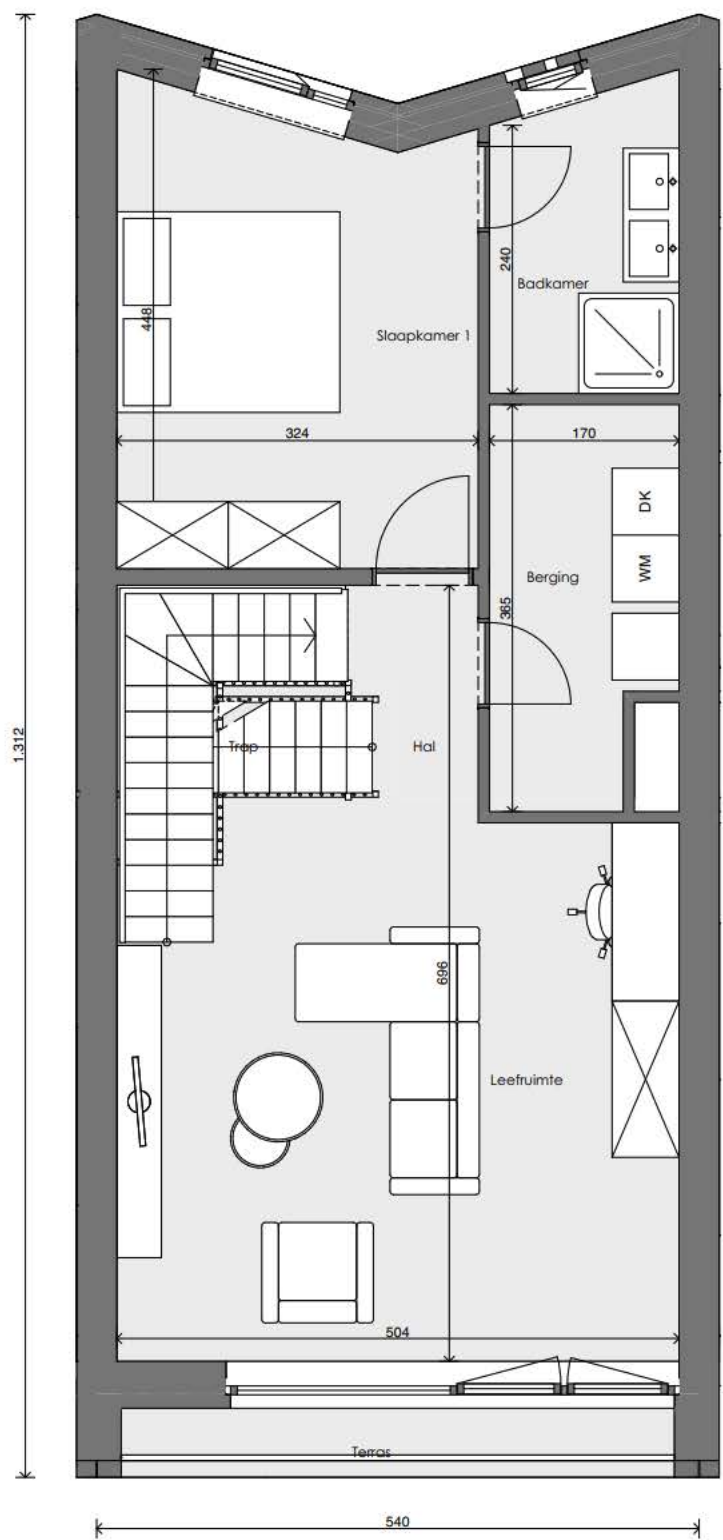 240
Badkamer
448
Slaapkamer 1
324
170
DK
WM
Berging
365
1.312
Trap
Hal
696
Leefruimte
504
Terras
540